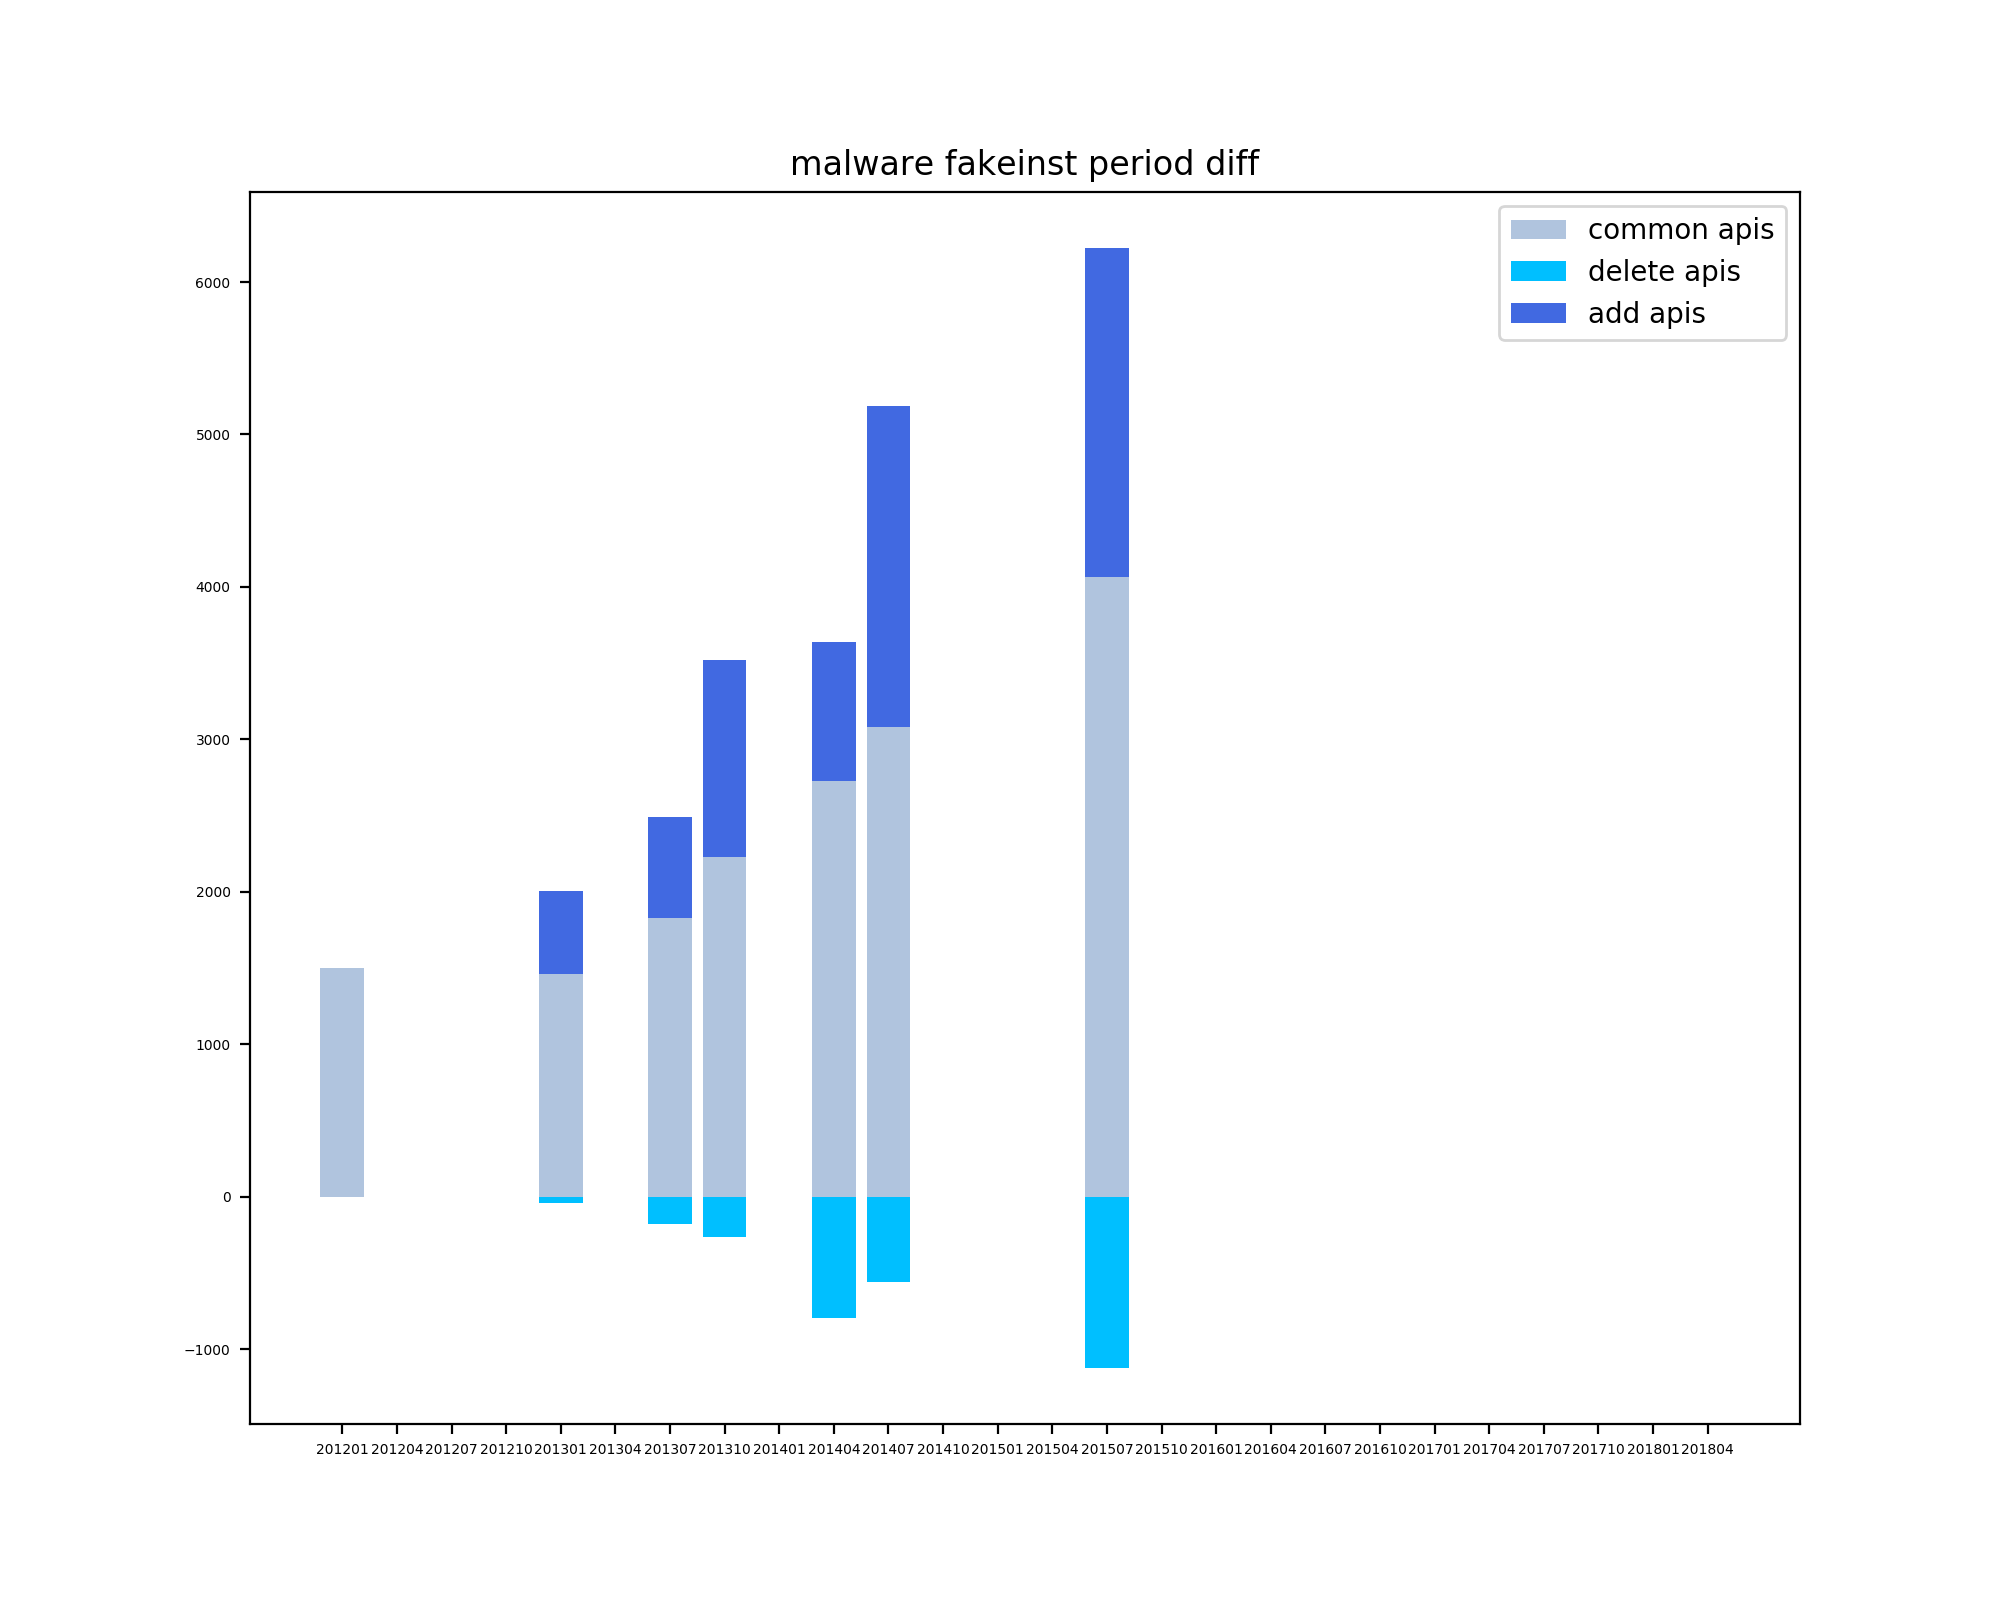 malware fakeinst period diff
common apis
delete apis
add apis
6000
5000
4000
3000
2000
1000
0
−1000
201201 201204 201207 201210 201301 201304 201307 201310 201401 201404 201407 201410 201501 201504 201507 201510 201601 201604 201607 201610 201701 201704 201707 201710 201801 201804